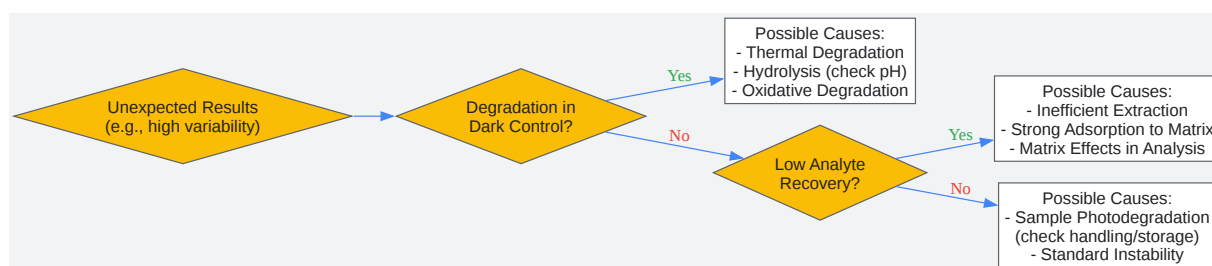 Unexpected Results
(e.g., high variability)
Degradation in
Dark Control?
Yes
Possible Causes:
- Thermal Degradation
- Hydrolysis (check pH)
- Oxidative Degradation
No
Low Analyte
Recovery?
Yes
Possible Causes:
- Inefficient Extraction
- Strong Adsorption to Matrix
- Matrix Effects in Analysis
No
Possible Causes:
- Sample Photodegradation
(check handling/storage)
- Standard Instability